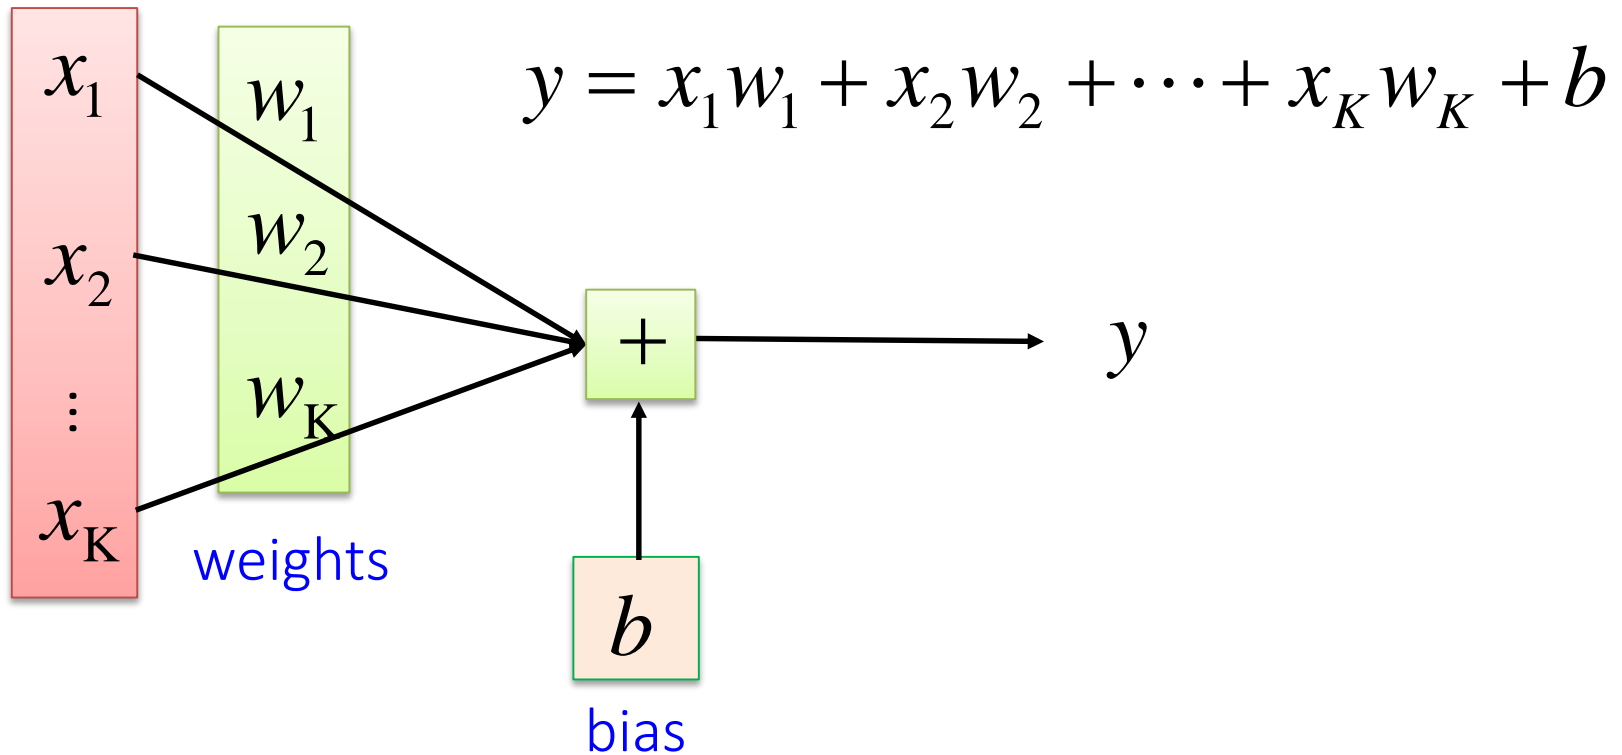 x₁
x₂
⋮
x_K
w₁
w₂
w_K
weights
y = x₁w₁ + x₂w₂ + ⋯ + x_K w_K + b
+
y
b
bias